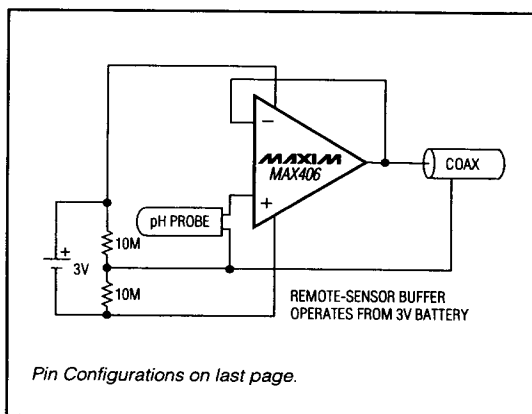 −
MAXIM
MAX406
+
COAX
pH PROBE
10M
+
3V
10M
REMOTE-SENSOR BUFFER
OPERATES FROM 3V BATTERY
Pin Configurations on last page.